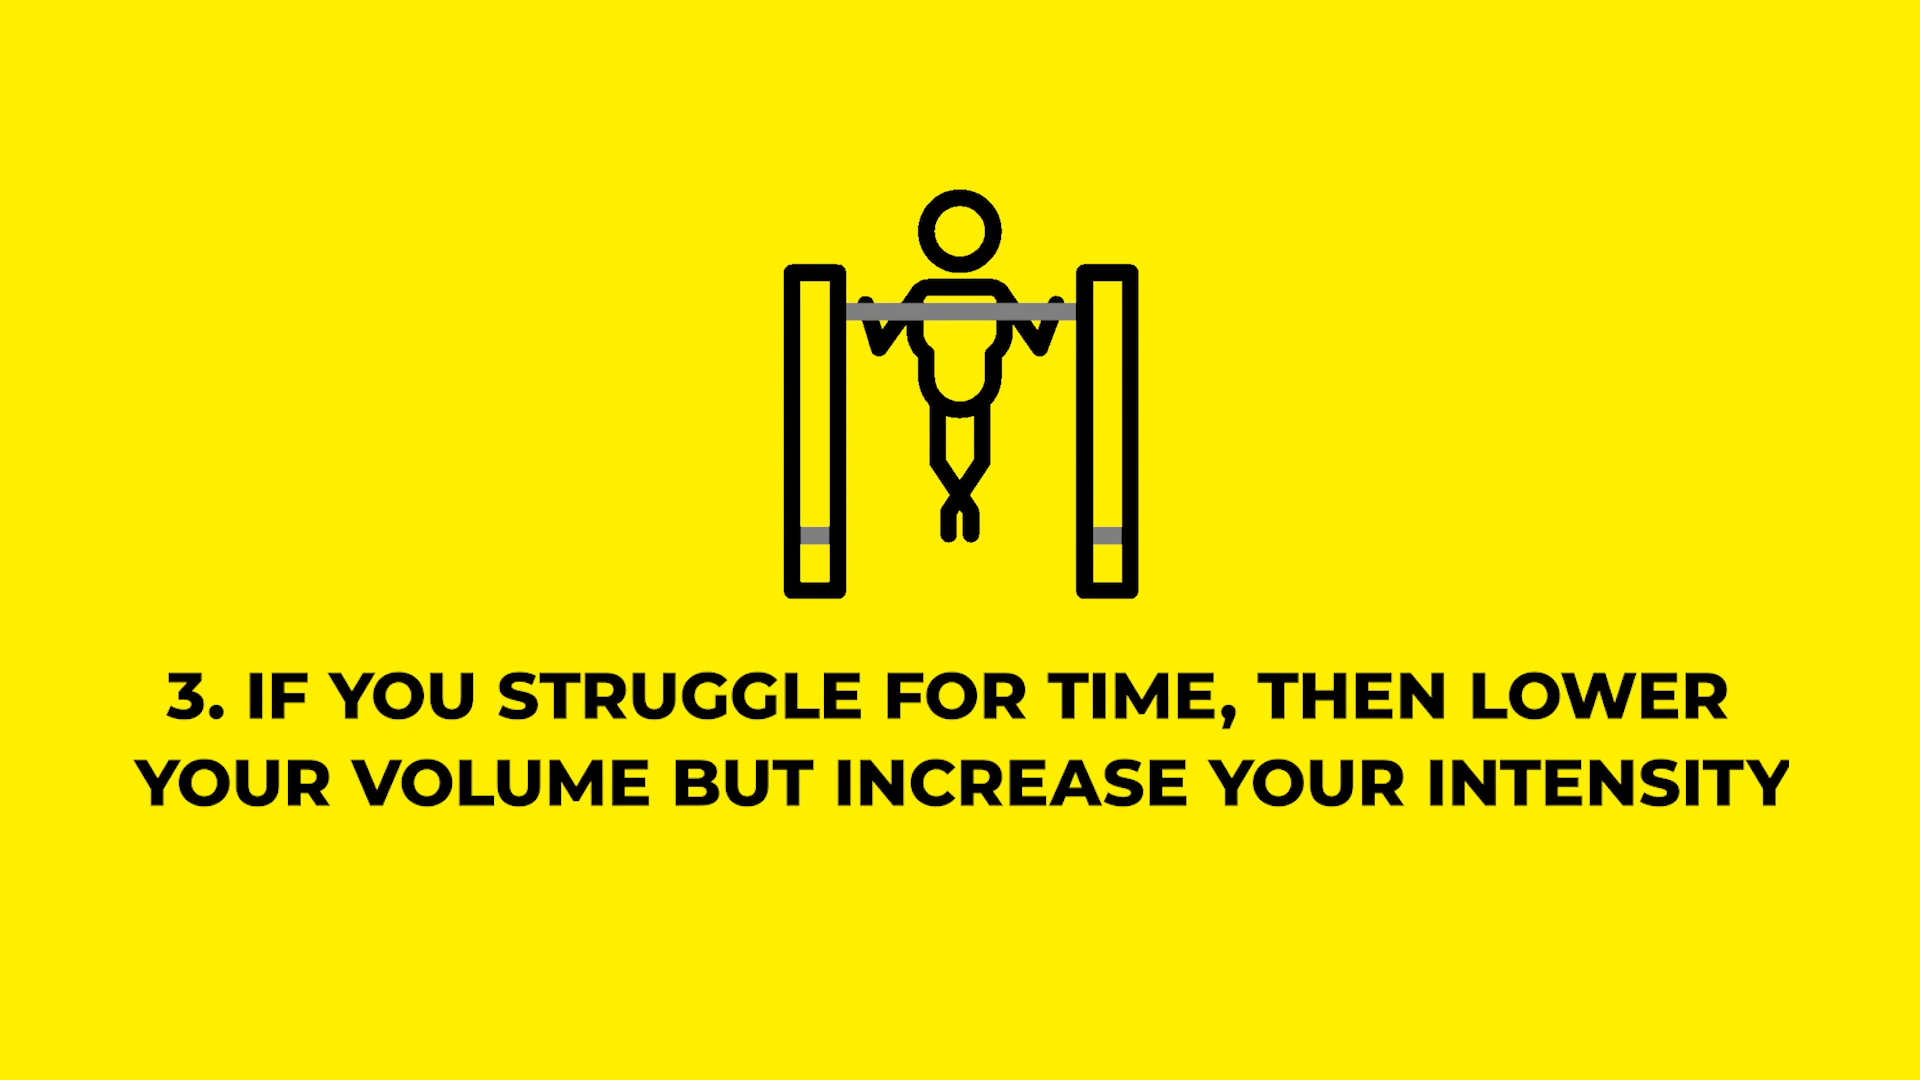 3. IF YOU STRUGGLE FOR TIME, THEN LOWER
YOUR VOLUME BUT INCREASE YOUR INTENSITY